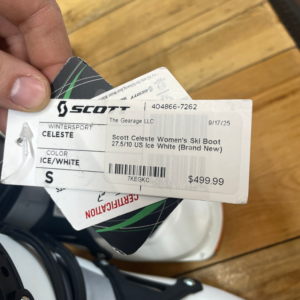 SCOTT
WINTERSPORT
CELESTE
COLOR
ICE/WHITE
S
404866-7262
The Gearage LLC
9/17/25
Scott Celeste Women's Ski Boot
27.5/10 US Ice White (Brand New)
7KEGKC
$499.99
CERTIFICATION